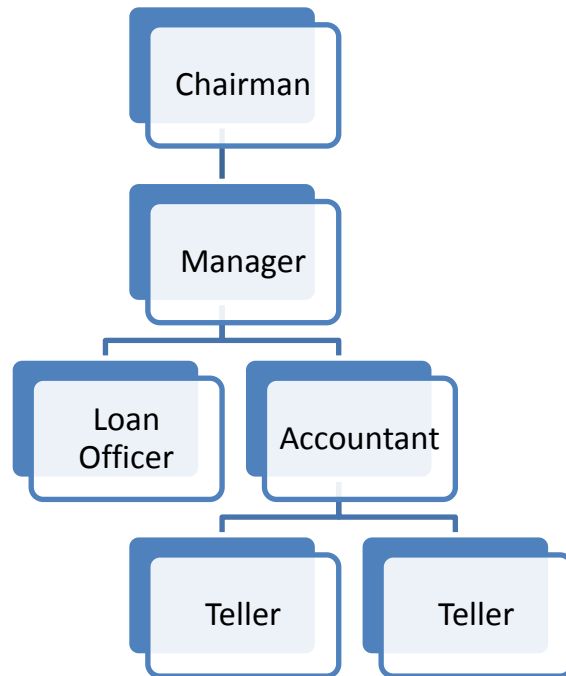 Chairman
Manager
Loan
Officer
Accountant
Teller
Teller